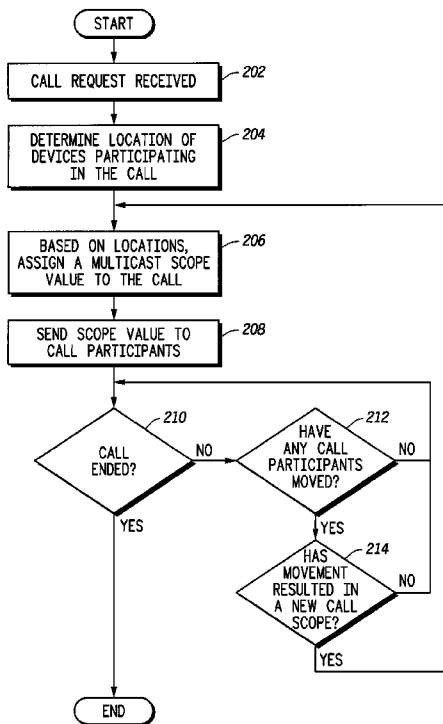 START
202
CALL REQUEST RECEIVED
204
DETERMINE LOCATION OF
DEVICES PARTICIPATING
IN THE CALL
206
BASED ON LOCATIONS,
ASSIGN A MULTICAST SCOPE
VALUE TO THE CALL
208
SEND SCOPE VALUE TO
CALL PARTICIPANTS
210
CALL
ENDED?
NO
YES
212
HAVE
ANY CALL
PARTICIPANTS
MOVED?
NO
YES
214
HAS
MOVEMENT
RESULTED IN
A NEW CALL
SCOPE?
NO
YES
END